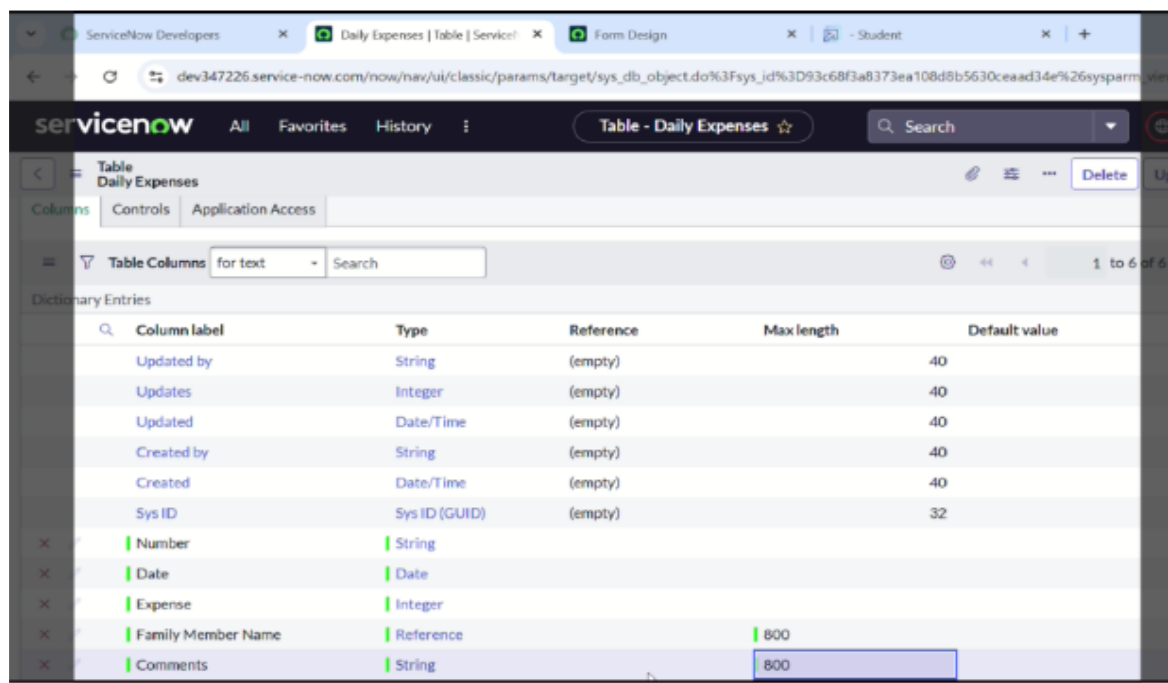 ServiceNow Developers × Daily Expenses | Table | Service × Form Design × - Student × +
dev347226.service-now.com/now/nav/ui/classic/params/target/sys_db_object.do%3Fsys_id%3D93c68f3a8373ea108d8b5630ceaad34e%26sysparm_vie
servicenow All Favorites History Table - Daily Expenses Search
Table
Daily Expenses Delete U
Columns Controls Application Access
Table Columns for text Search 1 to 6 of 6
Dictionary Entries
Column label Type Reference Max length Default value
Updated by String (empty) 40
Updates Integer (empty) 40
Updated Date/Time (empty) 40
Created by String (empty) 40
Created Date/Time (empty) 40
Sys ID Sys ID (GUID) (empty) 32
Number String
Date Date
Expense Integer
Family Member Name Reference 800
Comments String 800